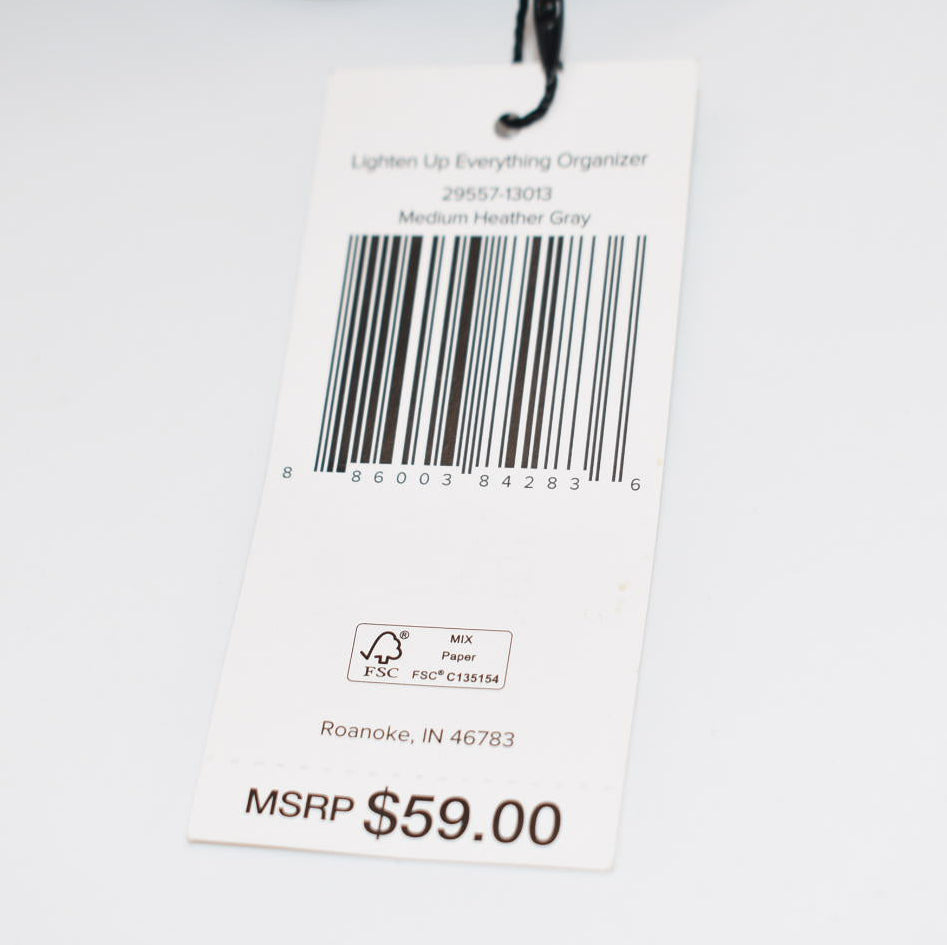 Lighten Up Everything Organizer
29557-13013
Medium Heather Gray
8 86003 84283 6
MIX
Paper
FSC® C135154
®
FSC
Roanoke, IN 46783
MSRP $59.00